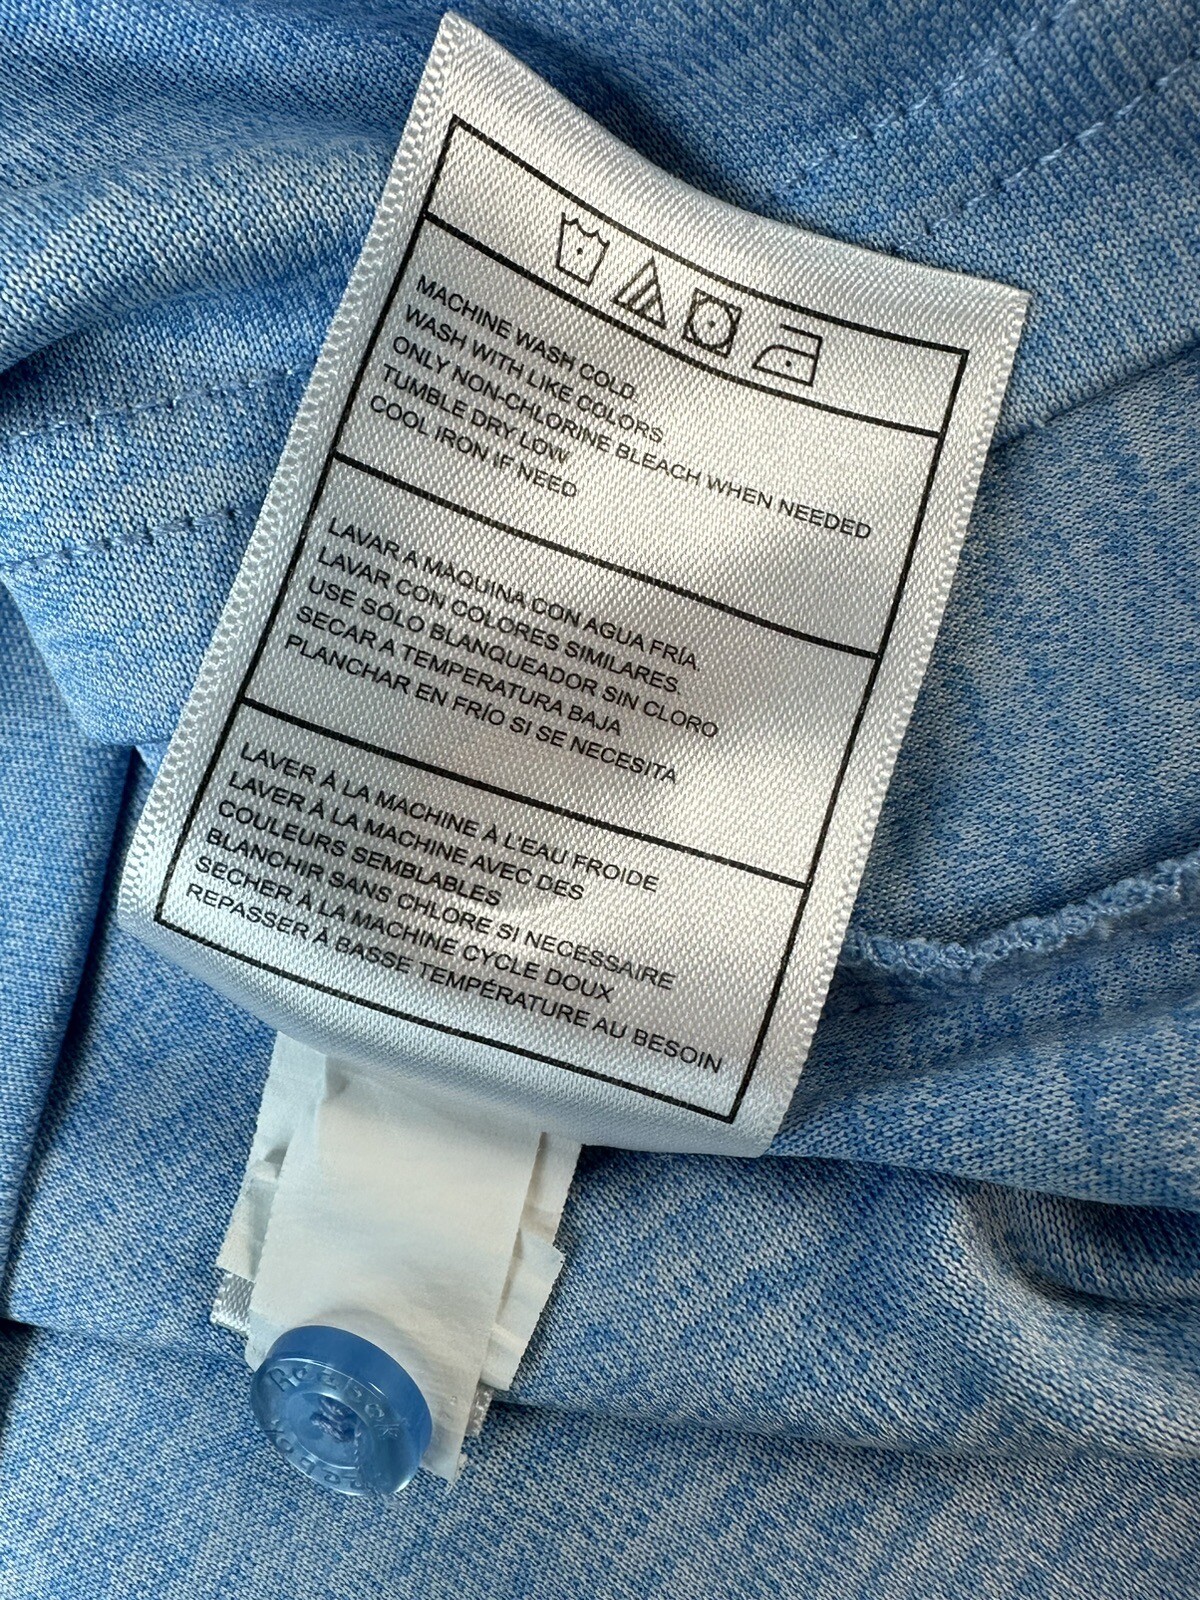 MACHINE WASH COLD.
WASH WITH LIKE COLORS
ONLY NON-CHLORINE BLEACH WHEN NEEDED
TUMBLE DRY LOW
COOL IRON IF NEED
LAVAR A MÁQUINA CON AGUA FRÍA.
LAVAR CON COLORES SIMILARES.
USE SÓLO BLANQUEADOR SIN CLORO
SECAR A TEMPERATURA BAJA
PLANCHAR EN FRÍO SI SE NECESITA
LAVER À LA MACHINE À L'EAU FROIDE
LAVER À LA MACHINE AVEC DES
COULEURS SEMBLABLES
BLANCHIR SANS CHLORE SI NECESSAIRE
SECHER À LA MACHINE CYCLE DOUX
REPASSER À BASSE TEMPÉRATURE AU BESOIN
Reebok
Reebok